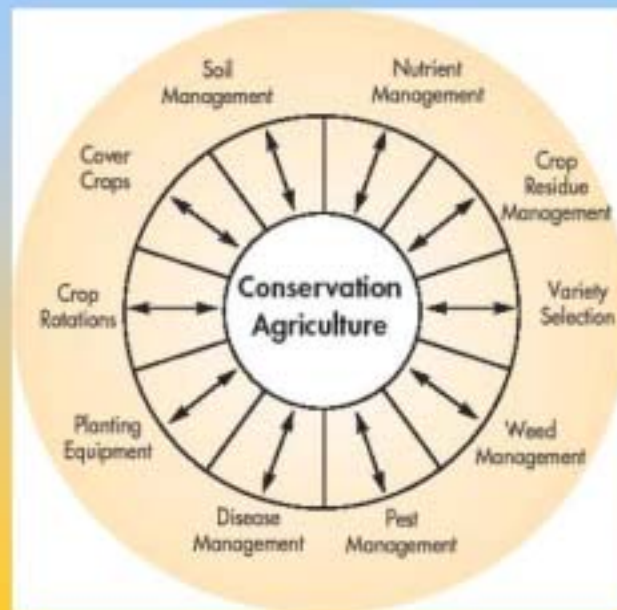 Soil
Management
Nutrient
Management
Cover
Crops
Crop
Residue
Management
Conservation
Agriculture
Crop
Rotations
Variety
Selection
Planting
Equipment
Weed
Management
Disease
Management
Pest
Management